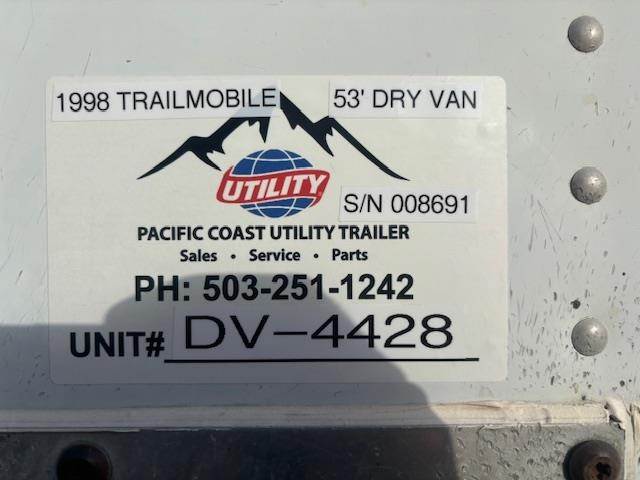 1998 TRAILMOBILE 53' DRY VAN
UTILITY
S/N 008691
PACIFIC COAST UTILITY TRAILER
Sales • Service • Parts
PH: 503-251-1242
UNIT# DV-4428